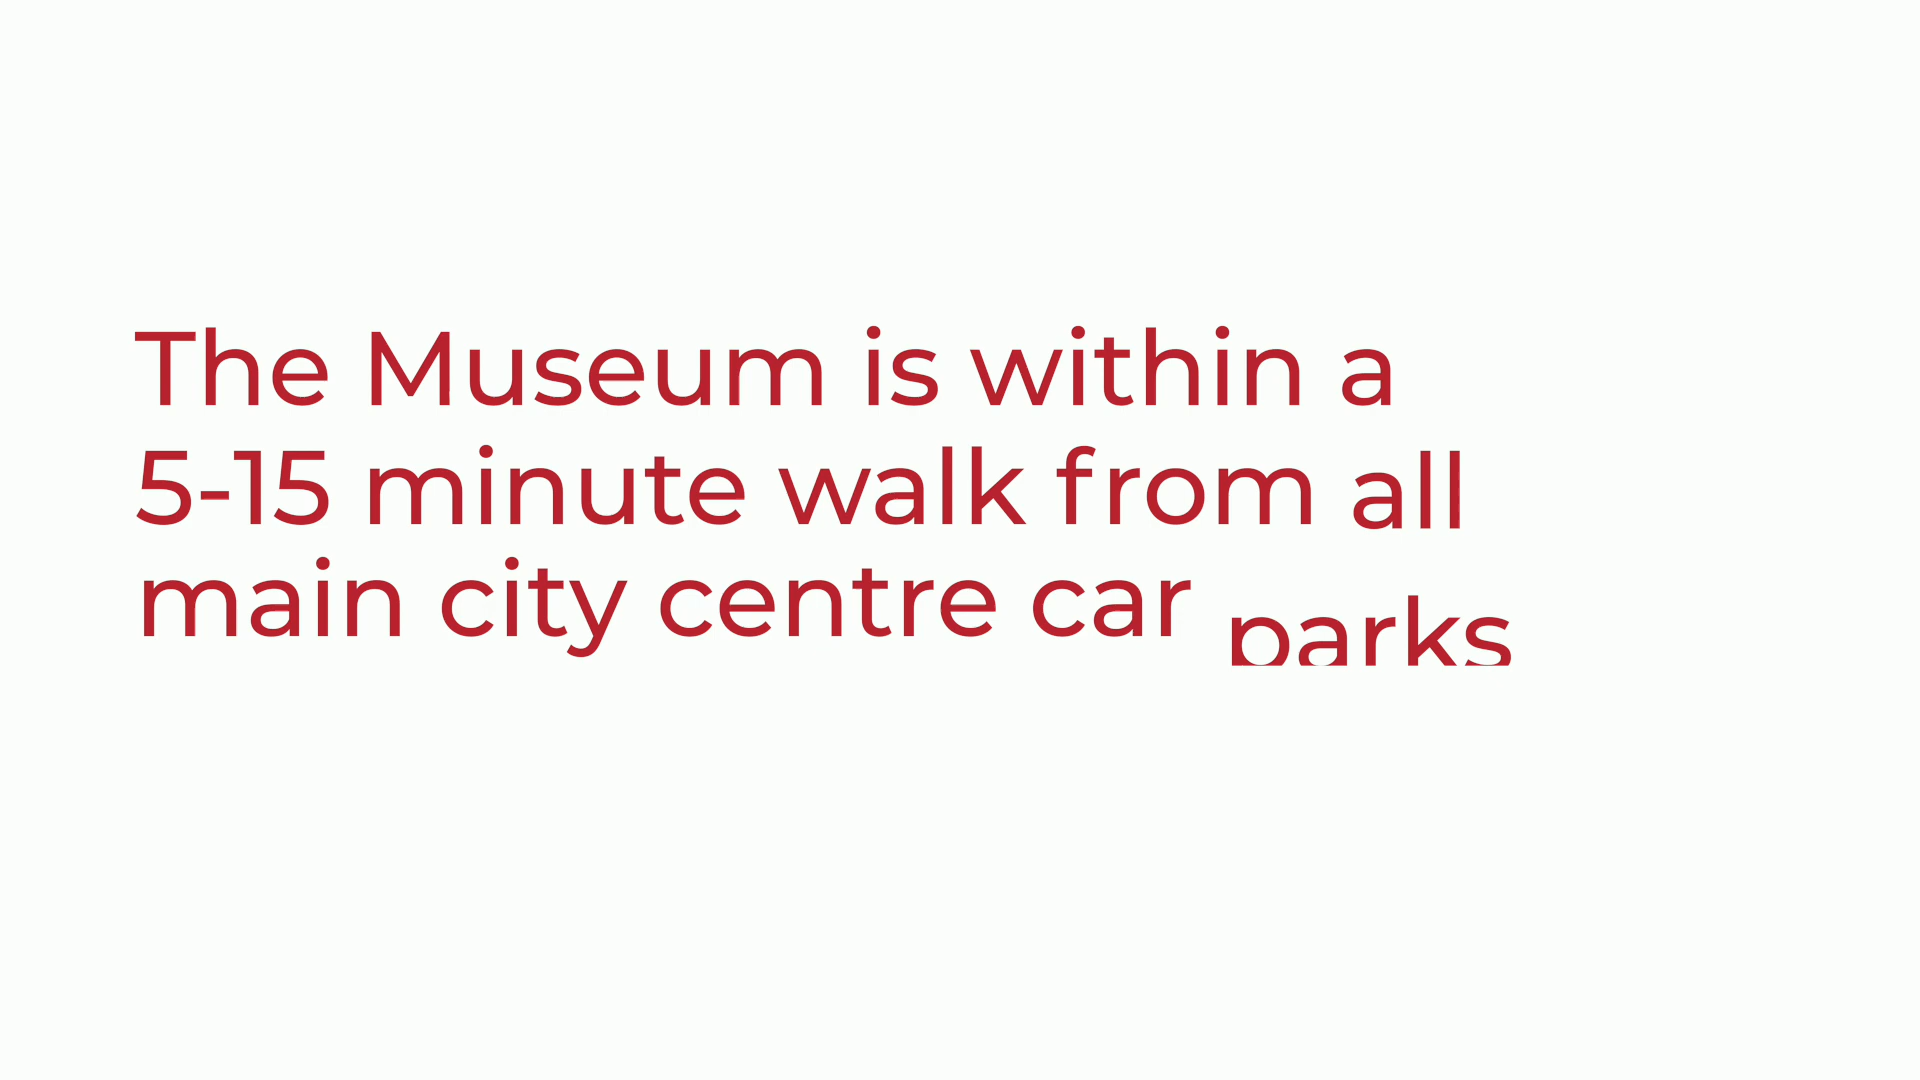 The Museum is within a
5-15 minute walk from all
main city centre car parks